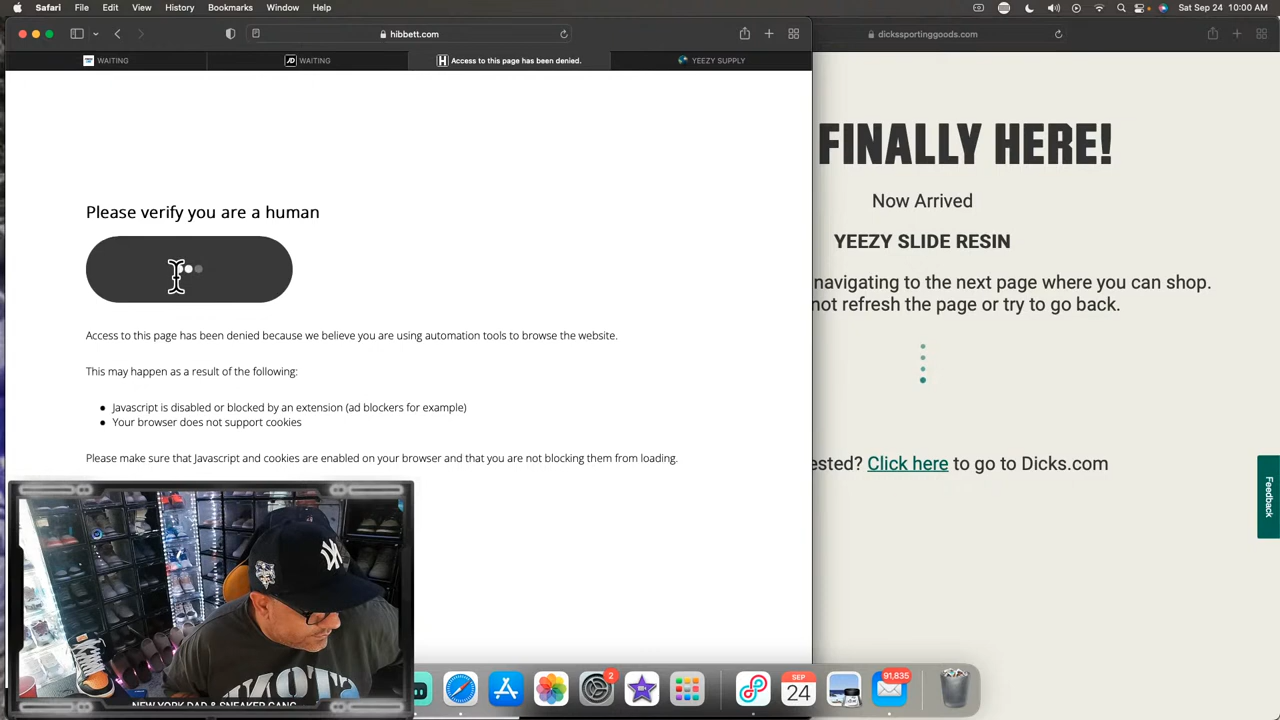 Safari File Edit View History Bookmarks Window Help
Sat Sep 24 10:00 AM
hibbett.com
dickssportinggoods.com
WAITING
WAITING
Access to this page has been denied.
YEEZY SUPPLY
Please verify you are a human
Access to this page has been denied because we believe you are using automation tools to browse the website.
This may happen as a result of the following:
Javascript is disabled or blocked by an extension (ad blockers for example)
Your browser does not support cookies
Please make sure that Javascript and cookies are enabled on your browser and that you are not blocking them from loading.
FINALLY HERE!
Now Arrived
YEEZY SLIDE RESIN
navigating to the next page where you can shop.
not refresh the page or try to go back.
ested? Click here to go to Dicks.com
Feedback
NEW YORK DAD & SNEAKER GANG
2
SEP
24
91,835